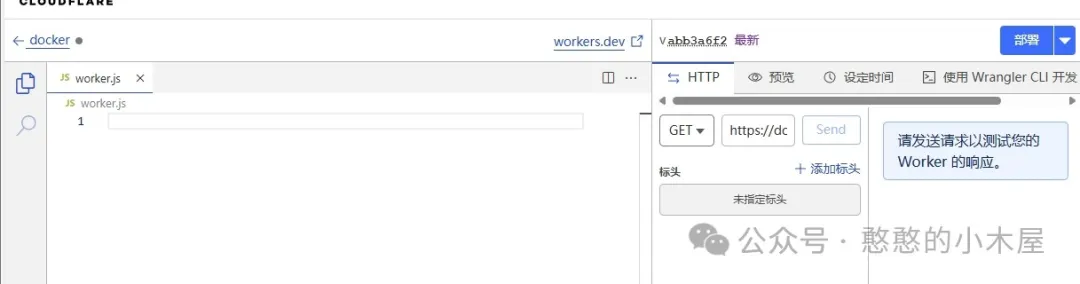 CLOUDFLARE
← docker ●
workers.dev
vabb3a6f2 最新
部署
JS worker.js ×
···
HTTP
预览
设定时间
使用 Wrangler CLI 开发
JS worker.js
1
GET
https://dc
Send
请发送请求以测试您的
Worker 的响应。
标头
+ 添加标头
未指定标头
公众号 · 憨憨的小木屋